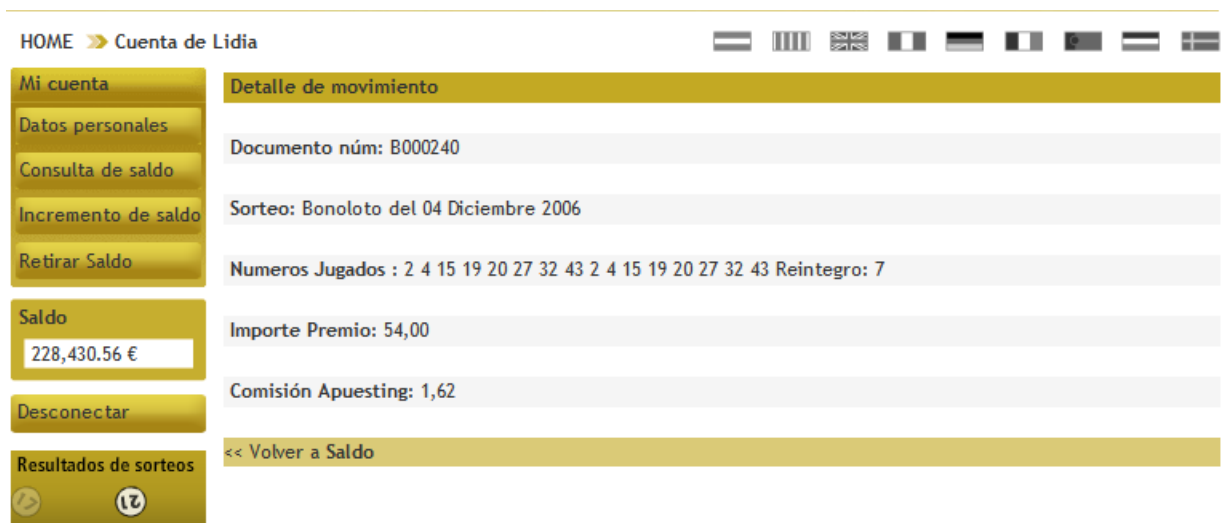 HOME Cuenta de Lidia
Mi cuenta
Datos personales
Consulta de saldo
Incremento de saldo
Retirar Saldo
Saldo
228,430.56 €
Desconectar
Resultados de sorteos
Detalle de movimiento
Documento núm: B000240
Sorteo: Bonoloto del 04 Diciembre 2006
Numeros Jugados : 2 4 15 19 20 27 32 43 2 4 15 19 20 27 32 43 Reintegro: 7
Importe Premio: 54,00
Comisión Apuesting: 1,62
<< Volver a Saldo